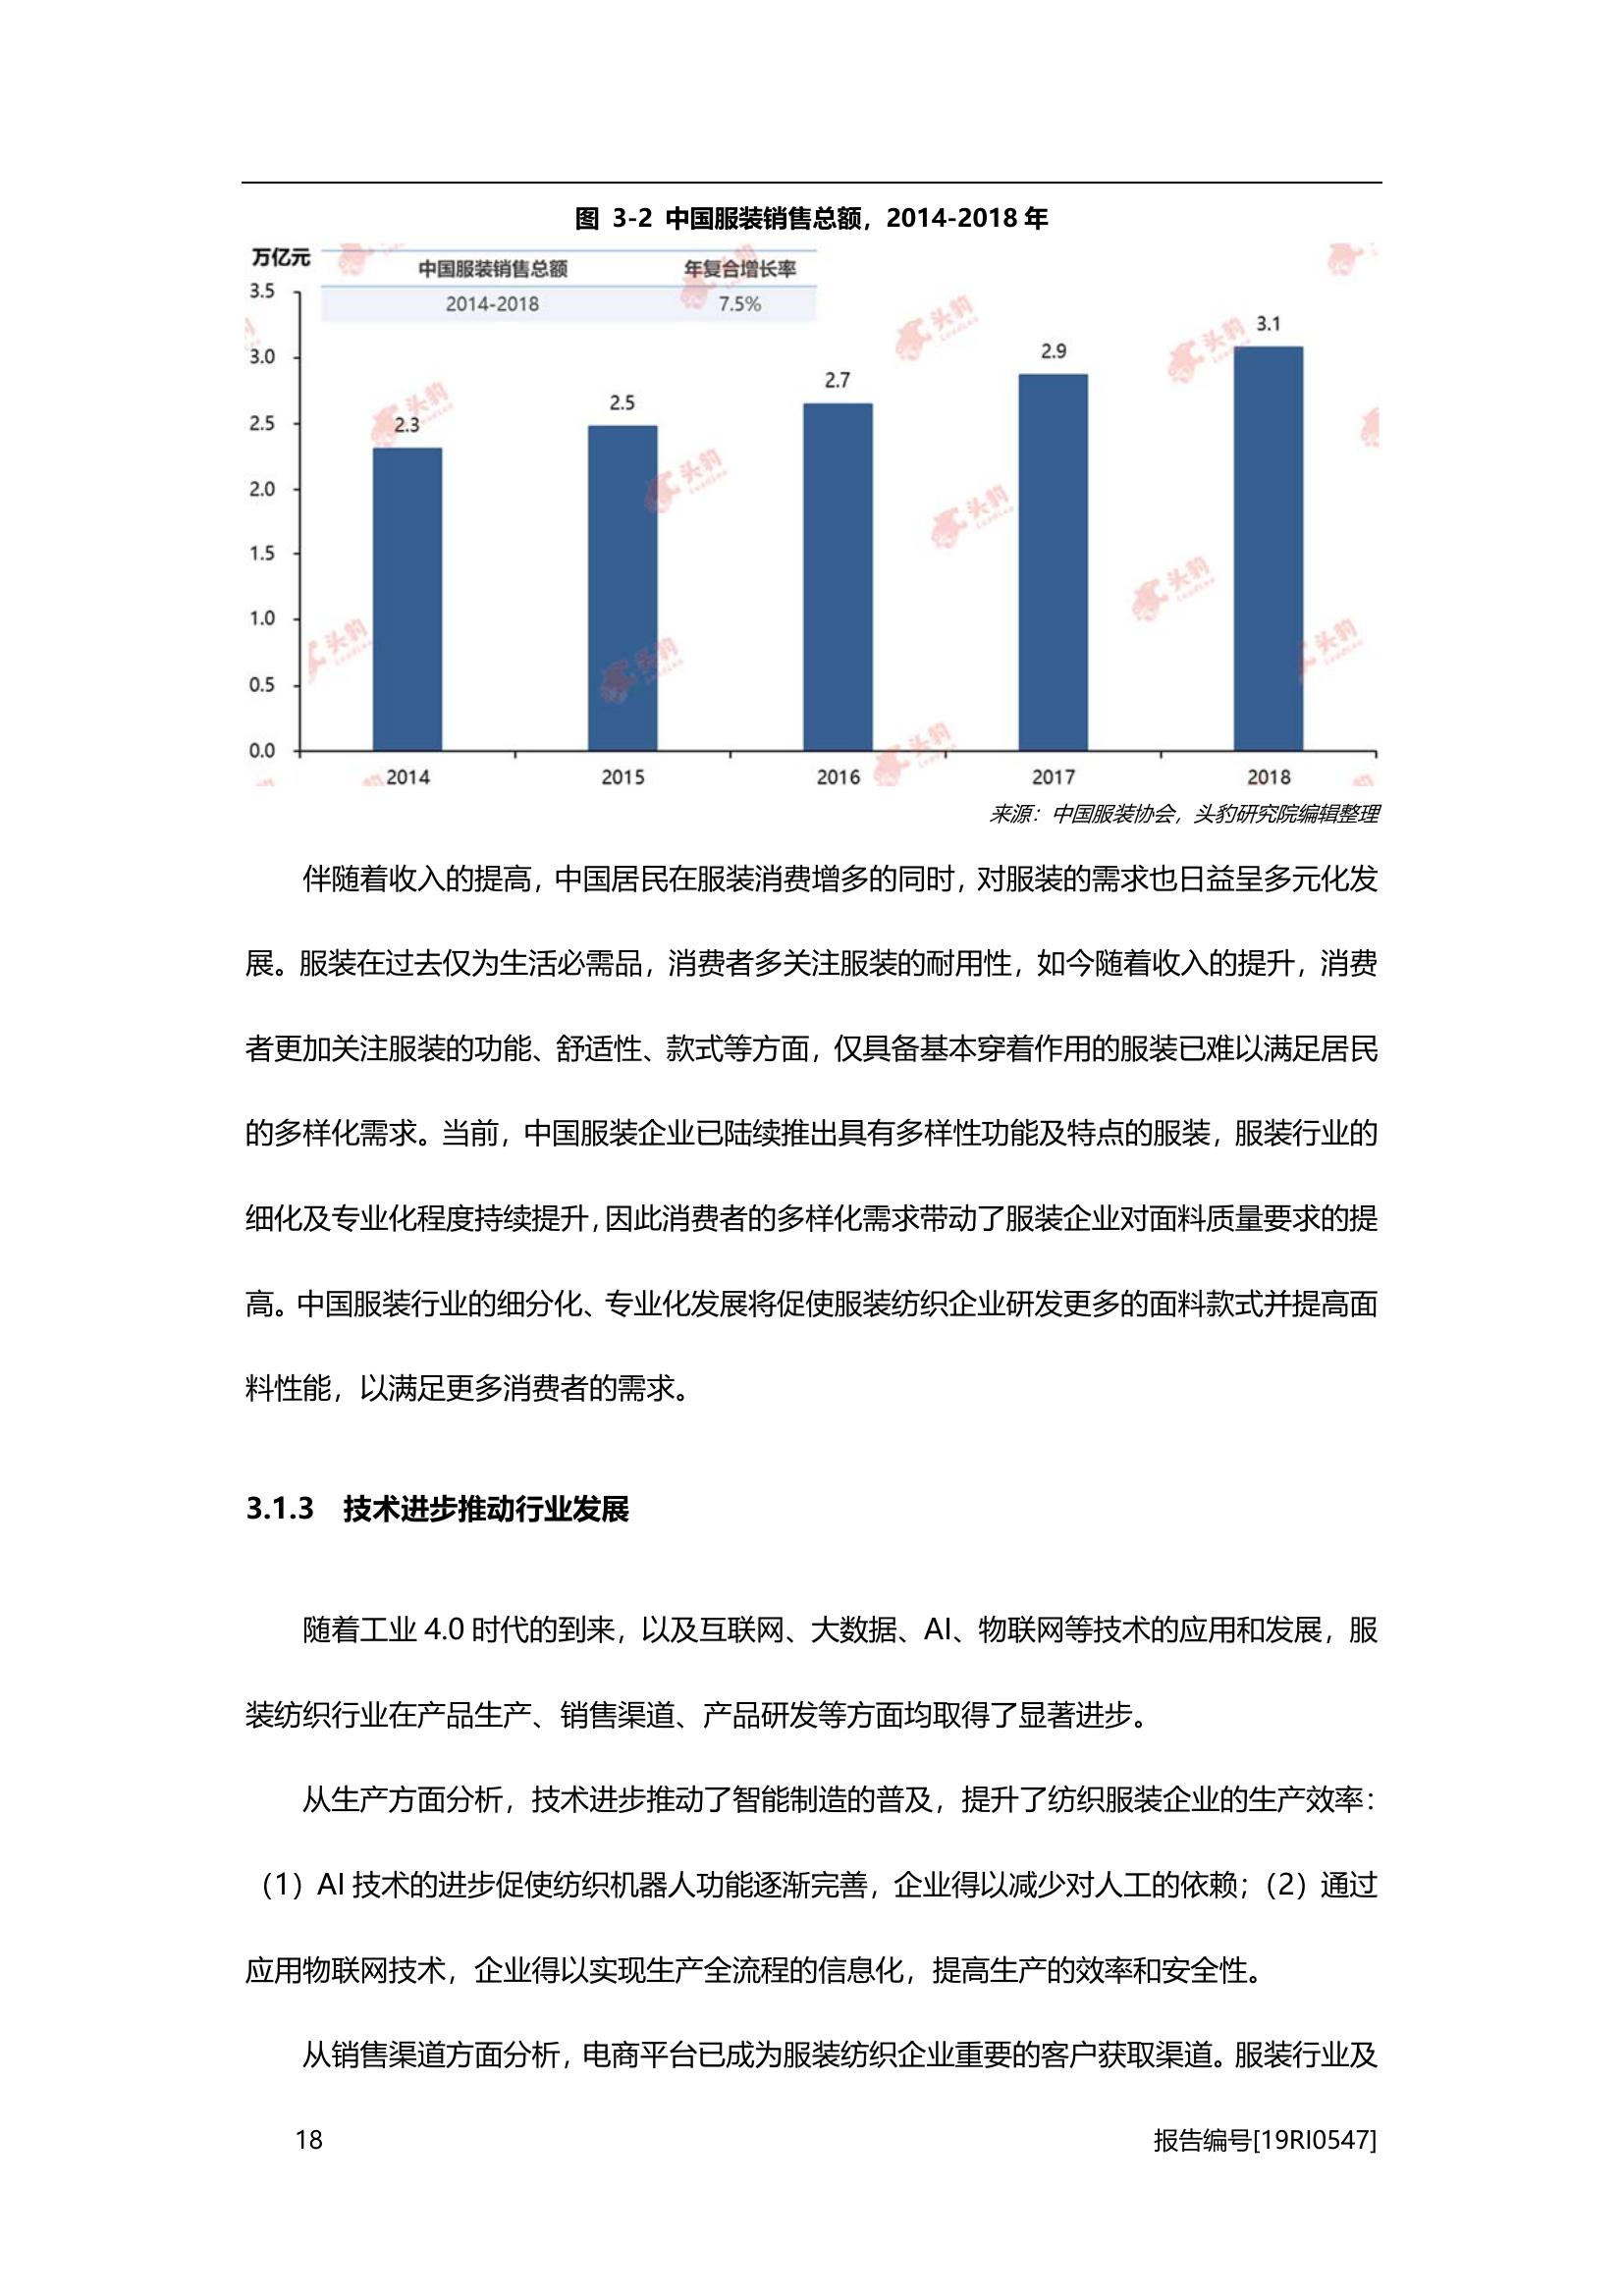 图 3-2 中国服装销售总额，2014-2018 年
万亿元
中国服装销售总额 年复合增长率
2014-2018 7.5%
3.5
3.0
2.5
2.0
1.5
1.0
0.5
0.0
2.3
2.5
2.7
2.9
3.1
2014 2015 2016 2017 2018
头豹
LeadLeo
来源：中国服装协会，头豹研究院编辑整理
伴随着收入的提高，中国居民在服装消费增多的同时，对服装的需求也日益呈多元化发
展。服装在过去仅为生活必需品，消费者多关注服装的耐用性，如今随着收入的提升，消费
者更加关注服装的功能、舒适性、款式等方面，仅具备基本穿着作用的服装已难以满足居民
的多样化需求。当前，中国服装企业已陆续推出具有多样性功能及特点的服装，服装行业的
细化及专业化程度持续提升，因此消费者的多样化需求带动了服装企业对面料质量要求的提
高。中国服装行业的细分化、专业化发展将促使服装纺织企业研发更多的面料款式并提高面
料性能，以满足更多消费者的需求。
3.1.3 技术进步推动行业发展
随着工业 4.0 时代的到来，以及互联网、大数据、AI、物联网等技术的应用和发展，服
装纺织行业在产品生产、销售渠道、产品研发等方面均取得了显著进步。
从生产方面分析，技术进步推动了智能制造的普及，提升了纺织服装企业的生产效率：
（1）AI 技术的进步促使纺织机器人功能逐渐完善，企业得以减少对人工的依赖；（2）通过
应用物联网技术，企业得以实现生产全流程的信息化，提高生产的效率和安全性。
从销售渠道方面分析，电商平台已成为服装纺织企业重要的客户获取渠道。服装行业及
18 报告编号[19RI0547]